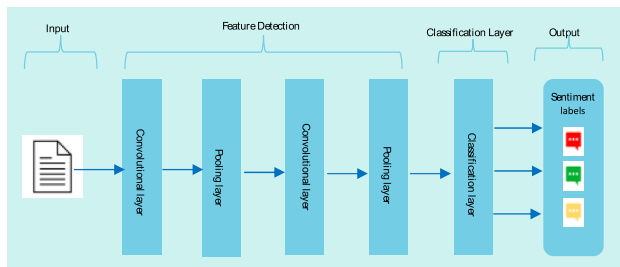 Input
Feature Detection
Classification Layer
Output
Convolutional layer
Pooling layer
Convolutional layer
Pooling layer
Classification layer
Sentiment
labels